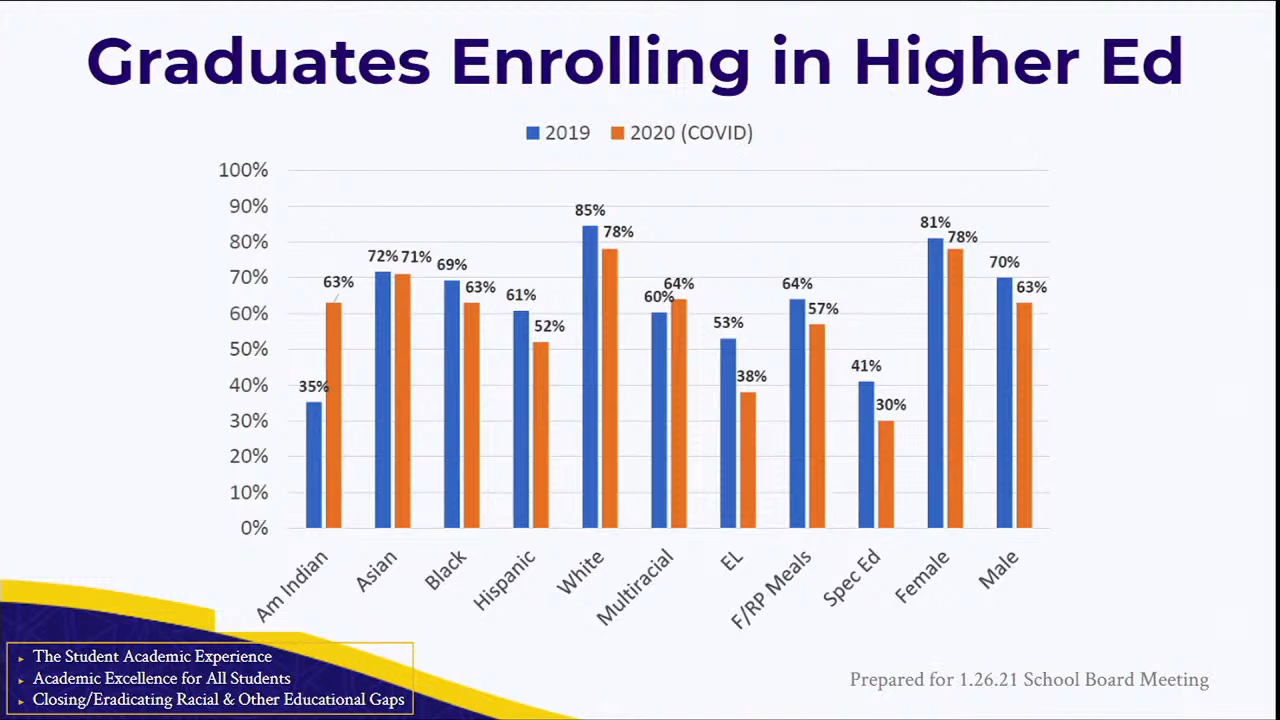 Graduates Enrolling in Higher Ed
2019 2020 (COVID)
100%
90%
80%
70%
60%
50%
40%
30%
20%
10%
0%
35% 63%
72% 71%
69% 63%
61% 52%
85% 78%
60% 64%
53% 38%
64% 57%
41% 30%
81% 78%
70% 63%
Am Indian
Asian
Black
Hispanic
White
Multiracial
EL
F/RP Meals
Spec Ed
Female
Male
The Student Academic Experience
Academic Excellence for All Students
Closing/Eradicating Racial & Other Educational Gaps
Prepared for 1.26.21 School Board Meeting